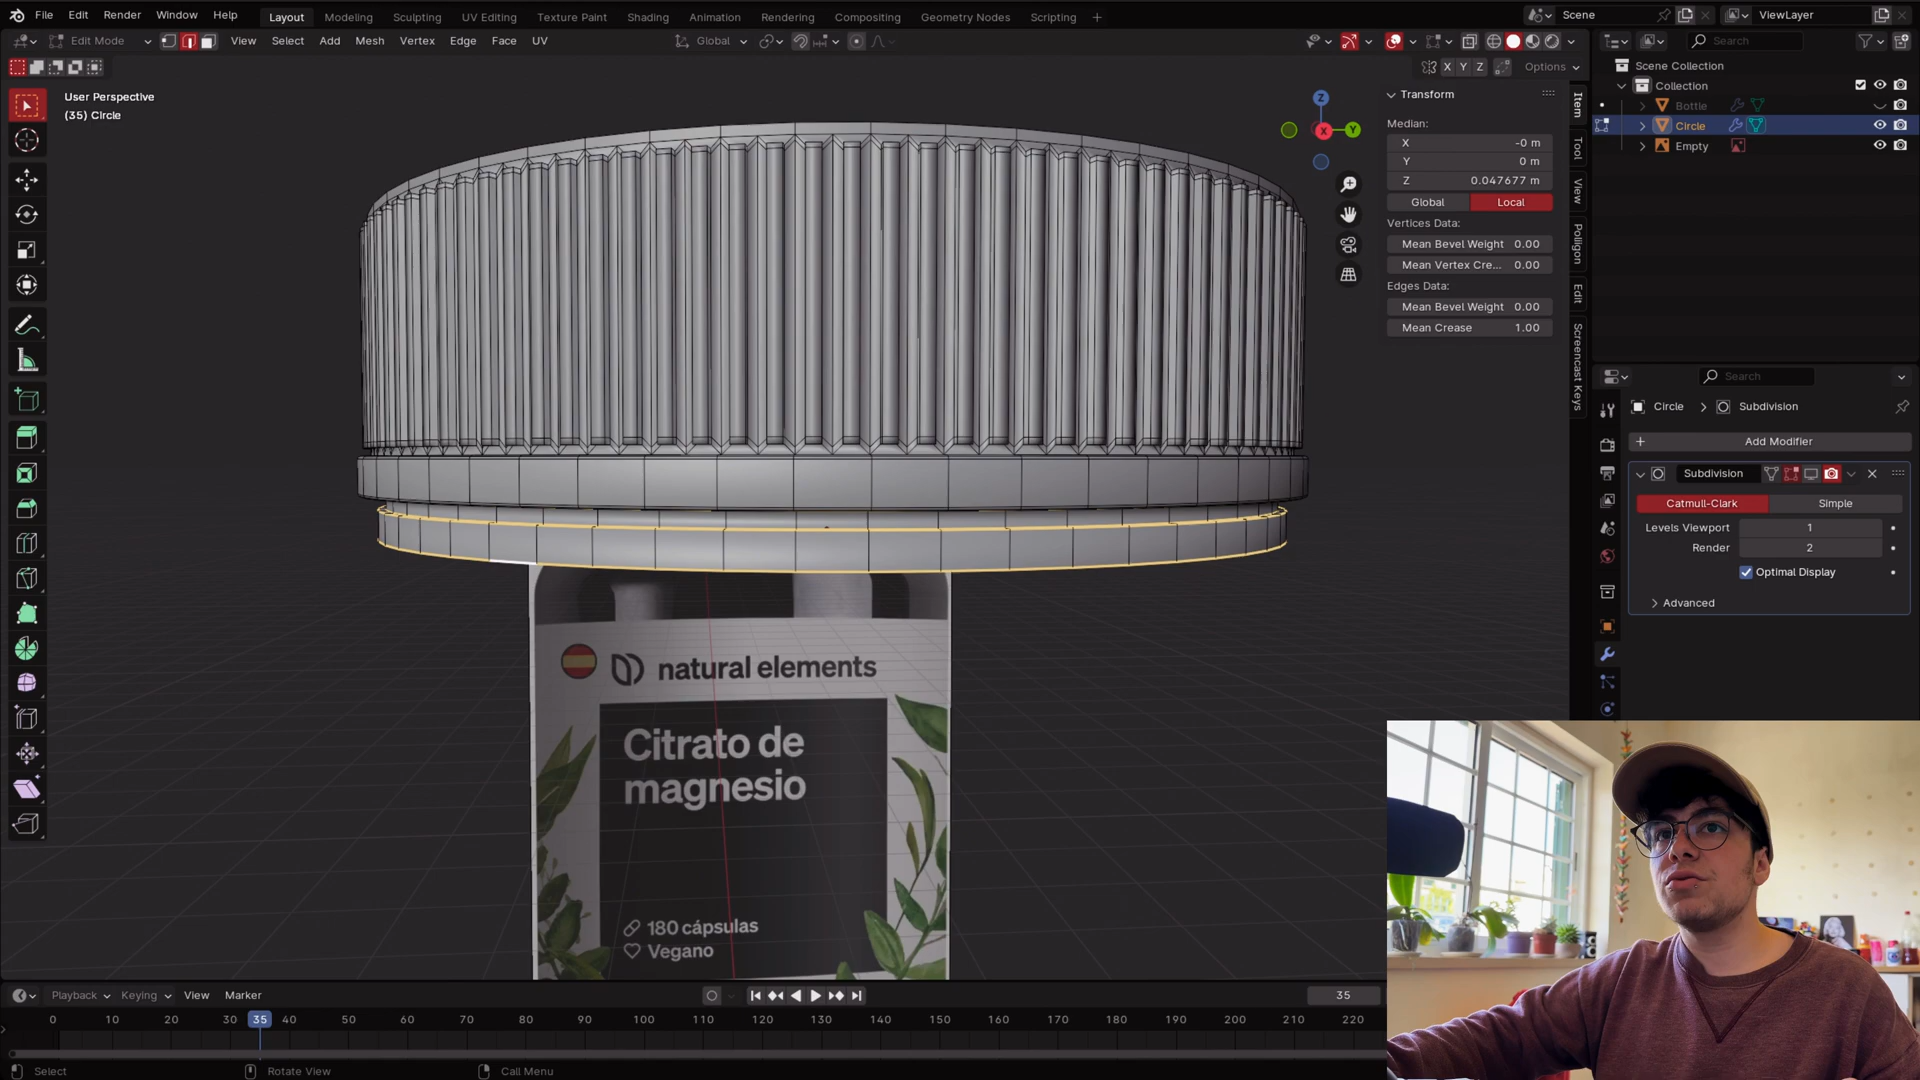 File Edit Render Window Help Layout Modeling Sculpting UV Editing Texture Paint Shading Animation Rendering Compositing Geometry Nodes Scripting + Scene ViewLayer
Edit Mode View Select Add Mesh Vertex Edge Face UV Global Search
X Y Z Options
User Perspective
(35) Circle
Z
X
Y
Transform
Median:
X -0 m
Y 0 m
Z 0.047677 m
Global Local
Vertices Data:
Mean Bevel Weight 0.00
Mean Vertex Cre... 0.00
Edges Data:
Mean Bevel Weight 0.00
Mean Crease 1.00
Item
Tool
View
Poliigon
Edit
Screencast Keys
Scene Collection
Collection
Bottle
Circle
Empty
Search
Circle > Subdivision
+ Add Modifier
Subdivision
Catmull-Clark Simple
Levels Viewport 1
Render 2
Optimal Display
Advanced
natural elements
Citrato de
magnesio
180 cápsulas
Vegano
Playback Keying View Marker 35
0 10 20 30 35 40 50 60 70 80 90 100 110 120 130 140 150 160 170 180 190 200 210 220
Select Rotate View Call Menu